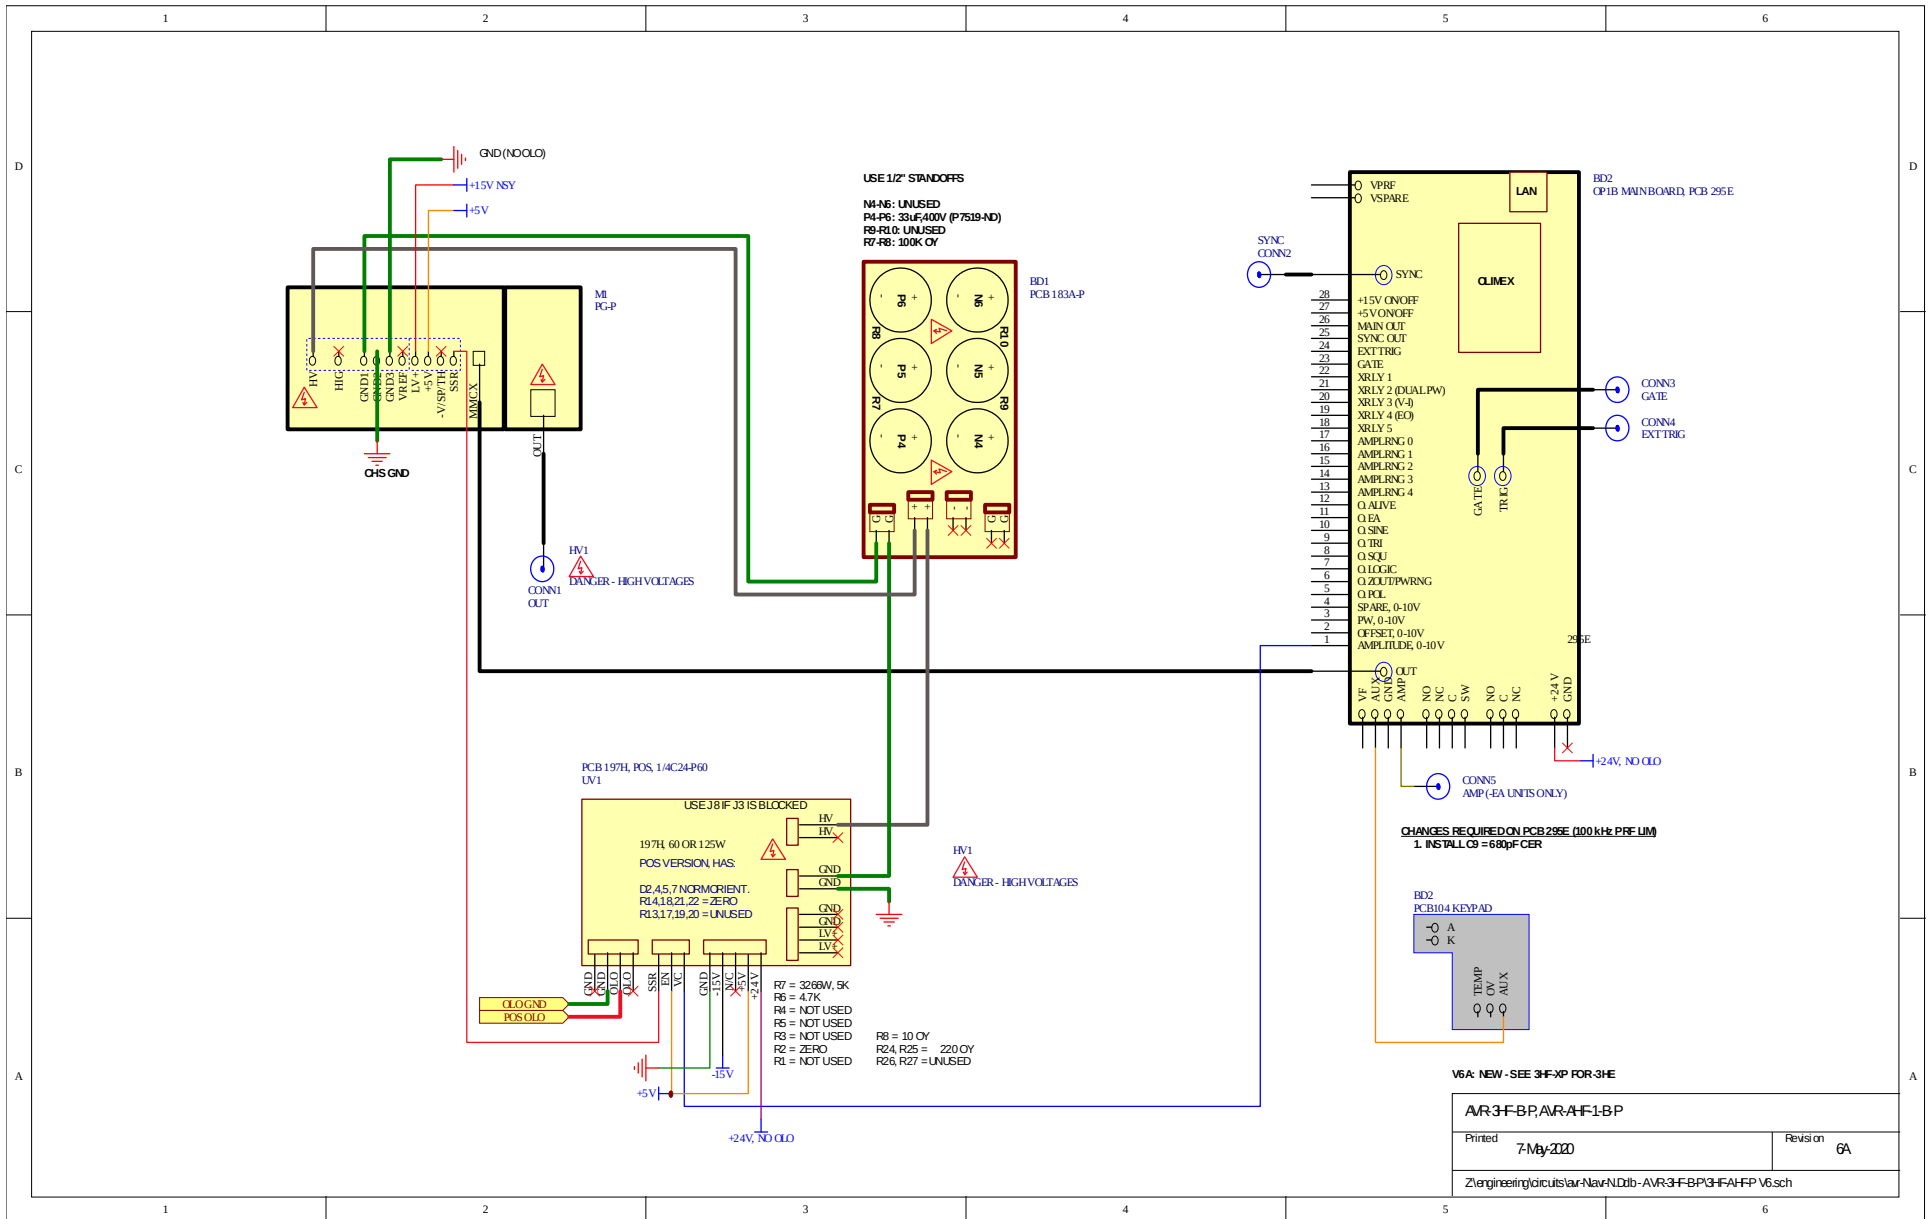 1 2 3 4 5 6
D
D
GND (NO OLO)
+15V NSY
+5V
M1
PG-P
HV
HIG
GND1
GND2
GND3
VREF
LV+
+5V
-V/SP/TH
SSR
MMCX
OUT
CHS GND
HV1
DANGER - HIGH VOLTAGES
CONN1
OUT
USE 1/2" STANDOFFS
N4-N6: UNUSED
P4-P6: 33uF,400V (P7519-ND)
R9-R10: UNUSED
R7-R8: 100K OY
BD1
PCB 183A-P
- P6 +
- N6 +
R8
R10
- P5 +
- N5 +
R7
R9
- P4 +
- N4 +
G G
+ +
- -
G G
BD2
OP1B MAIN BOARD, PCB 295E
VPRF
VSPARE
LAN
OLIMEX
SYNC
CONN2
SYNC
28 +15V ON/OFF
27 +5V ON/OFF
26 MAIN OUT
25 SYNC OUT
24 EXT TRIG
23 GATE
22 XRLY 1
21 XRLY 2 (DUAL PW)
20 XRLY 3 (V-I)
19 XRLY 4 (EO)
18 XRLY 5
17 AMPLRNG 0
16 AMPLRNG 1
15 AMPLRNG 2
14 AMPLRNG 3
13 AMPLRNG 4
12 O.ALIVE
11 O.EA
10 O.SINE
9 O.TRI
8 O.SQU
7 O.LOGIC
6 O.ZOUT/PWRNG
5 O.POL
4 SPARE, 0-10V
3 PW, 0-10V
2 OFFSET, 0-10V
1 AMPLITUDE, 0-10V
295E
GATE
TRIG
CONN3
GATE
CONN4
EXT TRIG
OUT
VF
AUX
GND
AMP
NO
NC
C
SW
NO
C
NC
+24V
GND
+24V, NO OLO
CONN5
AMP (-EA UNITS ONLY)
C
C
B
B
CHANGES REQUIRED ON PCB 295E (100 kHz PRF LIM)
1. INSTALL C9 = 680pF CER
BD2
PCB104 KEYPAD
A
K
TEMP
OV
AUX
PCB 197H, POS, 1/4C24-P60
UV1
USE J8 IF J3 IS BLOCKED
197H, 60 OR 125W
POS VERSION, HAS:
D2,4,5,7 NORM ORIENT.
R14,18,21,22 = ZERO
R13,17,19,20 = UNUSED
HV
HV
GND
GND
GND
GND
LV+
LV+
HV1
DANGER - HIGH VOLTAGES
GND
GND
OLO
OLO
SSR
EN
VC
GND
-15V
N/C
+5V
+24V
OLO GND
POS OLO
R7 = 3266W, 5K
R6 = 4.7K
R4 = NOT USED
R5 = NOT USED
R3 = NOT USED
R2 = ZERO
R1 = NOT USED
R8 = 10 OY
R24, R25 = 220 OY
R26, R27 = UNUSED
-15V
+5V
+24V, NO OLO
A
A
V6A: NEW - SEE 3HF-XP FOR -3HE
AVR-3HF-B-P, AVR-AHF-1-B-P
Printed 7-May-2020
Revision 6A
Z:\engineering\circuits\avr-N\avr-N.Ddb - AVR-3HF-B-P\3HF-AHF-P V6.sch
1 2 3 4 5 6